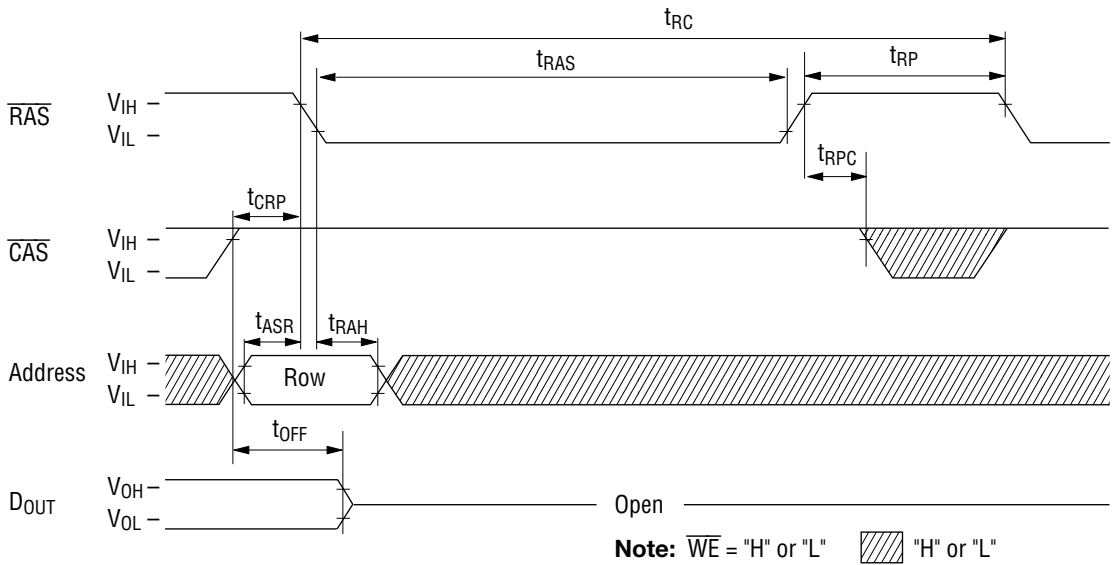 tRC
tRAS
tRP
RAS
VIH
VIL
tRPC
tCRP
CAS
VIH
VIL
tASR
tRAH
Address
VIH
VIL
Row
tOFF
DOUT
VOH
VOL
Open
Note: WE = "H" or "L" "H" or "L"